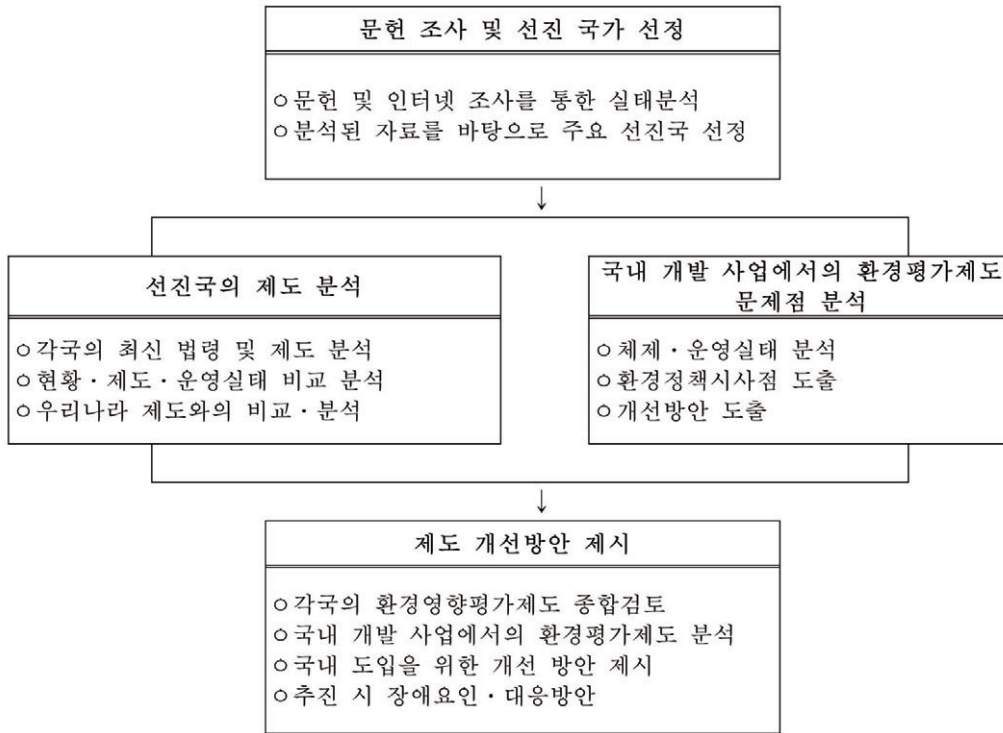 문헌 조사 및 선진 국가 선정
○문헌 및 인터넷 조사를 통한 실태분석
○분석된 자료를 바탕으로 주요 선진국 선정
↓
선진국의 제도 분석
○각국의 최신 법령 및 제도 분석
○현황·제도·운영실태 비교 분석
○우리나라 제도와의 비교·분석
국내 개발 사업에서의 환경평가제도
문제점 분석
○체제·운영실태 분석
○환경정책시사점 도출
○개선방안 도출
↓
제도 개선방안 제시
○각국의 환경영향평가제도 종합검토
○국내 개발 사업에서의 환경평가제도 분석
○국내 도입을 위한 개선 방안 제시
○추진 시 장애요인·대응방안